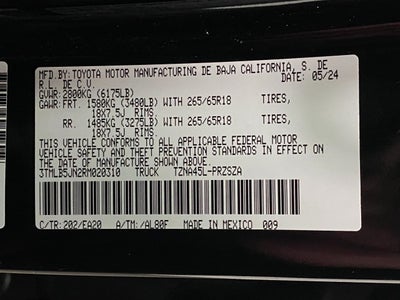 MFD.BY:TOYOTA MOTOR MANUFACTURING DE BAJA CALIFORNIA, S. DE
R.L. DE C.V. DATE: 05/24
GVWR: 2800KG (6175LB)
GAWR: FRT. 1580KG (3480LB) WITH 265/65R18 TIRES,
18X7.5J RIMS.
RR. 1485KG (3275LB) WITH 265/65R18 TIRES,
18X7.5J RIMS.
THIS VEHICLE CONFORMS TO ALL APPLICABLE FEDERAL MOTOR
VEHICLE SAFETY AND THEFT PREVENTION STANDARDS IN EFFECT ON
THE DATE OF MANUFACTURE SHOWN ABOVE.
3TMLB5JN2RM020310 TRUCK TZNA45L-PRZSZA
C/TR: 202/EA20 A/TM: /AL80F MADE IN MEXICO 009